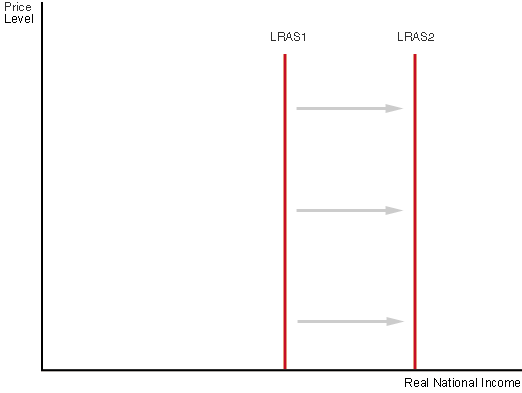 Price
Level
LRAS1
LRAS2
Real National Income